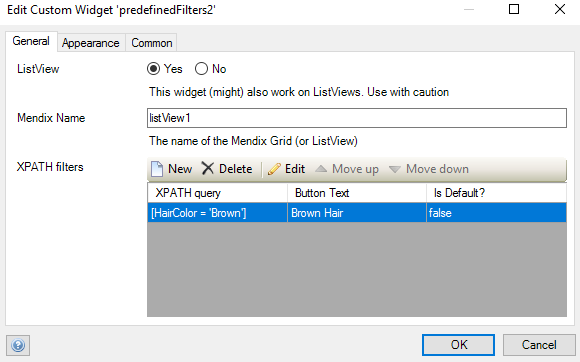 Edit Custom Widget 'predefinedFilters2'
General Appearance Common
ListView Yes No
This widget (might) also work on ListViews. Use with caution
Mendix Name listView1
The name of the Mendix Grid (or ListView)
XPATH filters New Delete Edit Move up Move down
XPATH query Button Text Is Default?
[HairColor = 'Brown'] Brown Hair false
OK Cancel